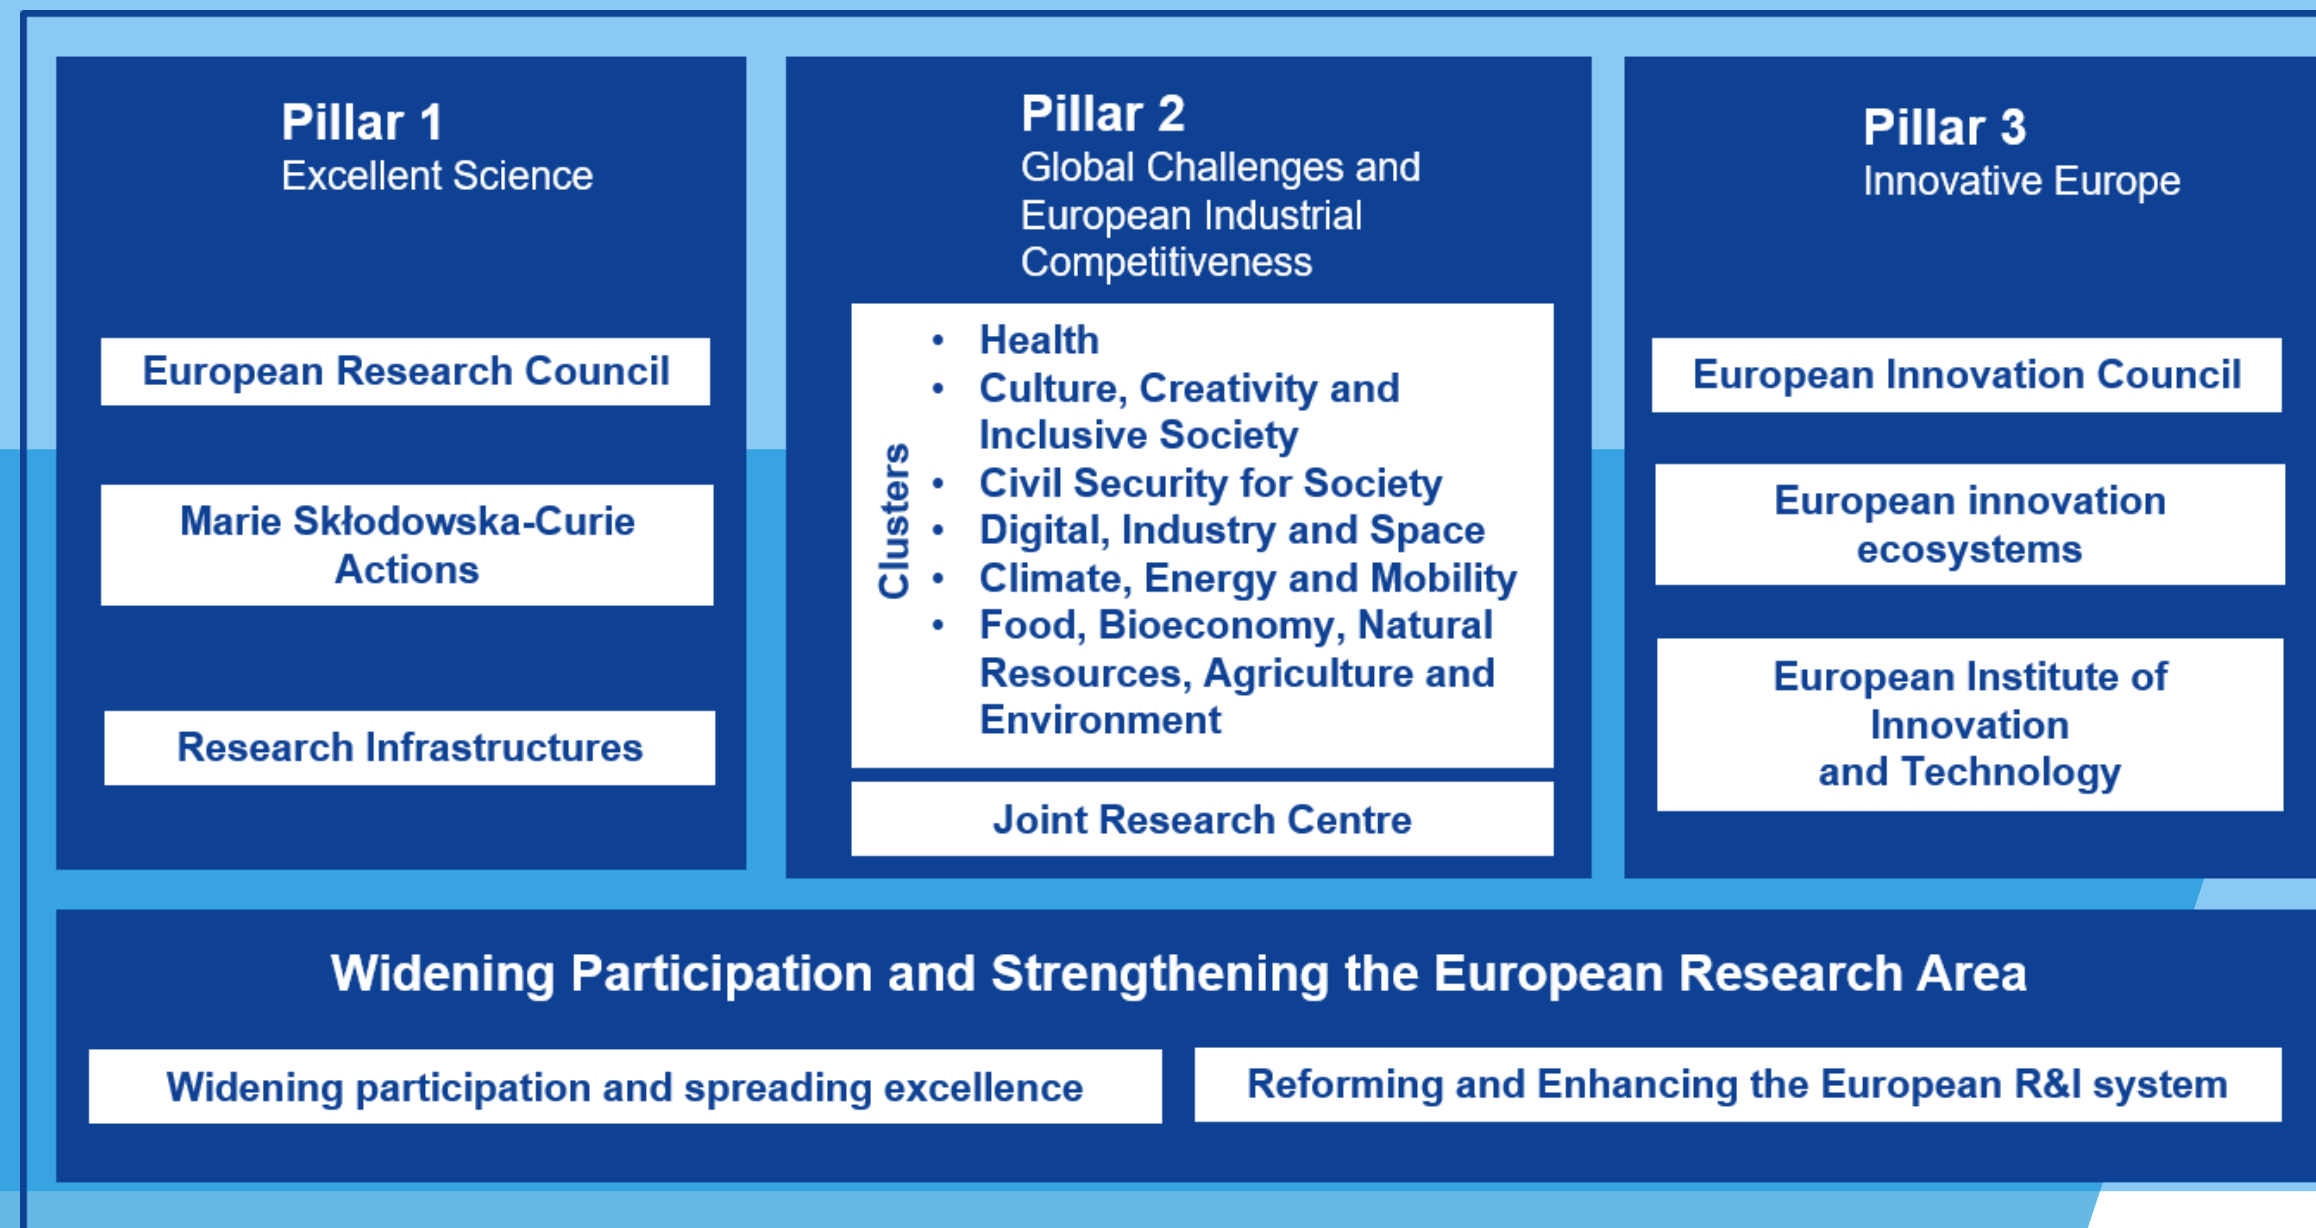 Pillar 1
Excellent Science
European Research Council
Marie Skłodowska-Curie
Actions
Research Infrastructures
Pillar 2
Global Challenges and
European Industrial
Competitiveness
Clusters
• Health
• Culture, Creativity and
Inclusive Society
• Civil Security for Society
• Digital, Industry and Space
• Climate, Energy and Mobility
• Food, Bioeconomy, Natural
Resources, Agriculture and
Environment
Joint Research Centre
Pillar 3
Innovative Europe
European Innovation Council
European innovation
ecosystems
European Institute of
Innovation
and Technology
Widening Participation and Strengthening the European Research Area
Widening participation and spreading excellence
Reforming and Enhancing the European R&I system